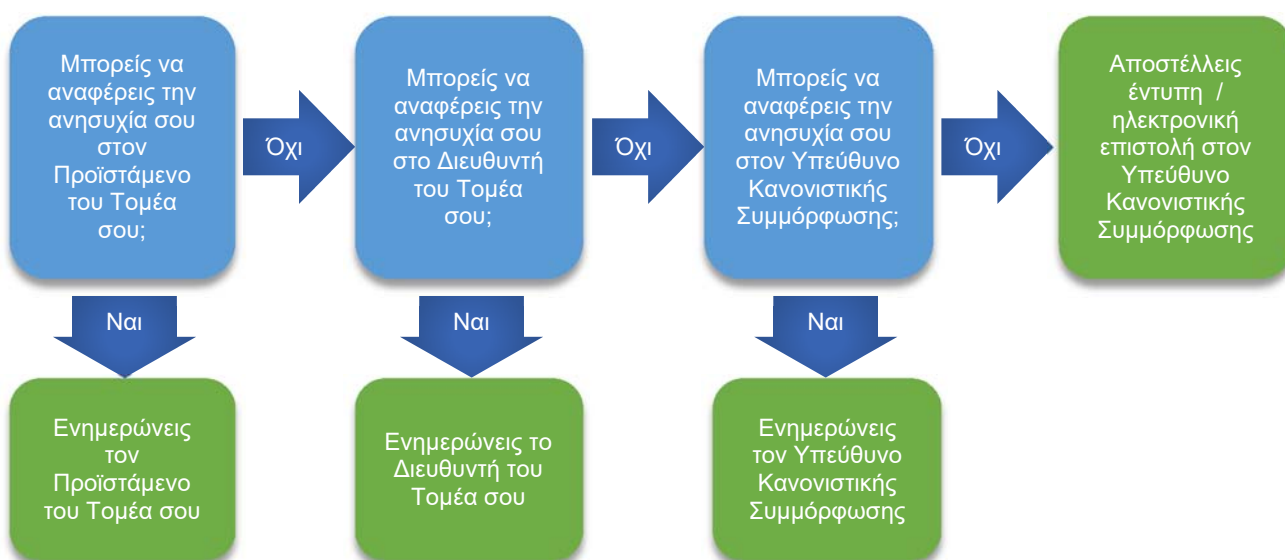 Μπορείς να
αναφέρεις την
ανησυχία σου
στον
Προϊστάμενο
του Τομέα
σου;
Όχι
Μπορείς να
αναφέρεις την
ανησυχία σου
στο Διευθυντή
του Τομέα
σου;
Όχι
Μπορείς να
αναφέρεις την
ανησυχία σου
στον Υπεύθυνο
Κανονιστικής
Συμμόρφωσης;
Όχι
Αποστέλλεις
έντυπη /
ηλεκτρονική
επιστολή στον
Υπεύθυνο
Κανονιστικής
Συμμόρφωσης
Ναι
Ναι
Ναι
Ενημερώνεις
τον
Προϊστάμενο
του Τομέα σου
Ενημερώνεις το
Διευθυντή του
Τομέα σου
Ενημερώνεις
τον Υπεύθυνο
Κανονιστικής
Συμμόρφωσης